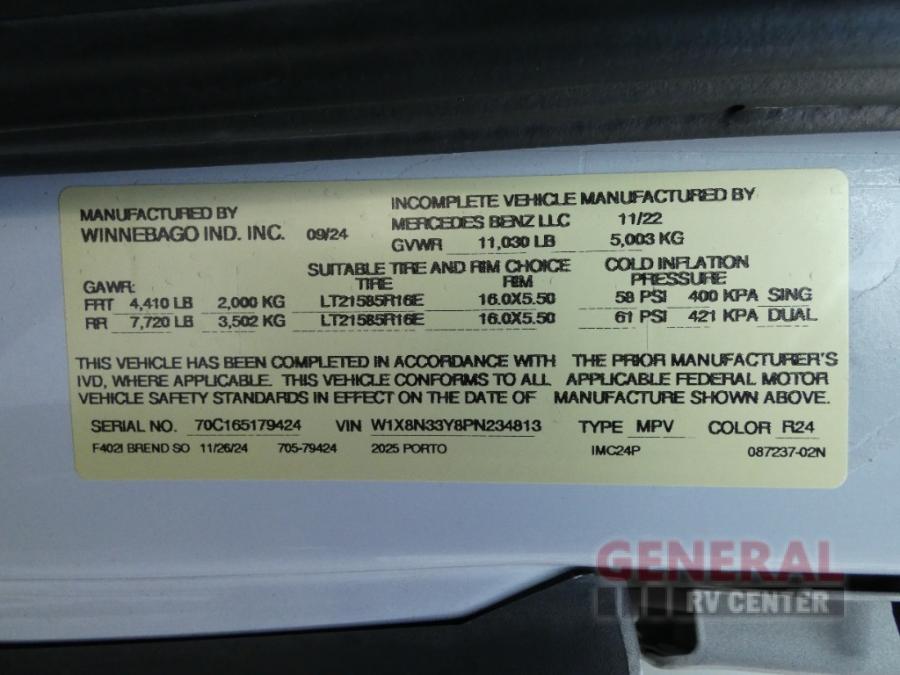 MANUFACTURED BY
WINNEBAGO IND. INC. 09/24
INCOMPLETE VEHICLE MANUFACTURED BY
MERCEDES BENZ LLC 11/22
GVWR 11,030 LB 5,003 KG
GAWR: SUITABLE TIRE AND RIM CHOICE COLD INFLATION
TIRE RIM PRESSURE
FRT 4,410 LB 2,000 KG LT21585R16E 16.0X5.50 58 PSI 400 KPA SING
RR 7,720 LB 3,502 KG LT21585R16E 16.0X5.50 61 PSI 421 KPA DUAL
THIS VEHICLE HAS BEEN COMPLETED IN ACCORDANCE WITH THE PRIOR MANUFACTURER'S
IVD, WHERE APPLICABLE. THIS VEHICLE CONFORMS TO ALL APPLICABLE FEDERAL MOTOR
VEHICLE SAFETY STANDARDS IN EFFECT ON THE DATE OF MANUFACTURE SHOWN ABOVE.
SERIAL NO. 70C165179424 VIN W1X8N33Y8PN234813 TYPE MPV COLOR R24
F402I BREND SO 11/26/24 705-79424 2025 PORTO IMC24P 087237-02N
GENERAL
RV CENTER